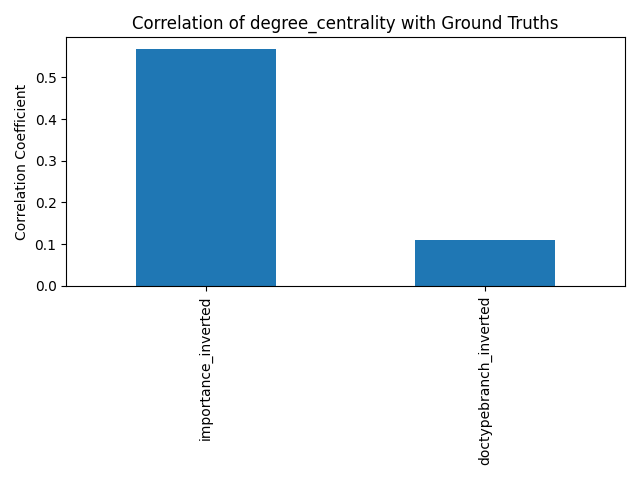 Correlation of degree_centrality with Ground Truths
Correlation Coefficient
0.5
0.4
0.3
0.2
0.1
0.0
importance_inverted
doctypebranch_inverted